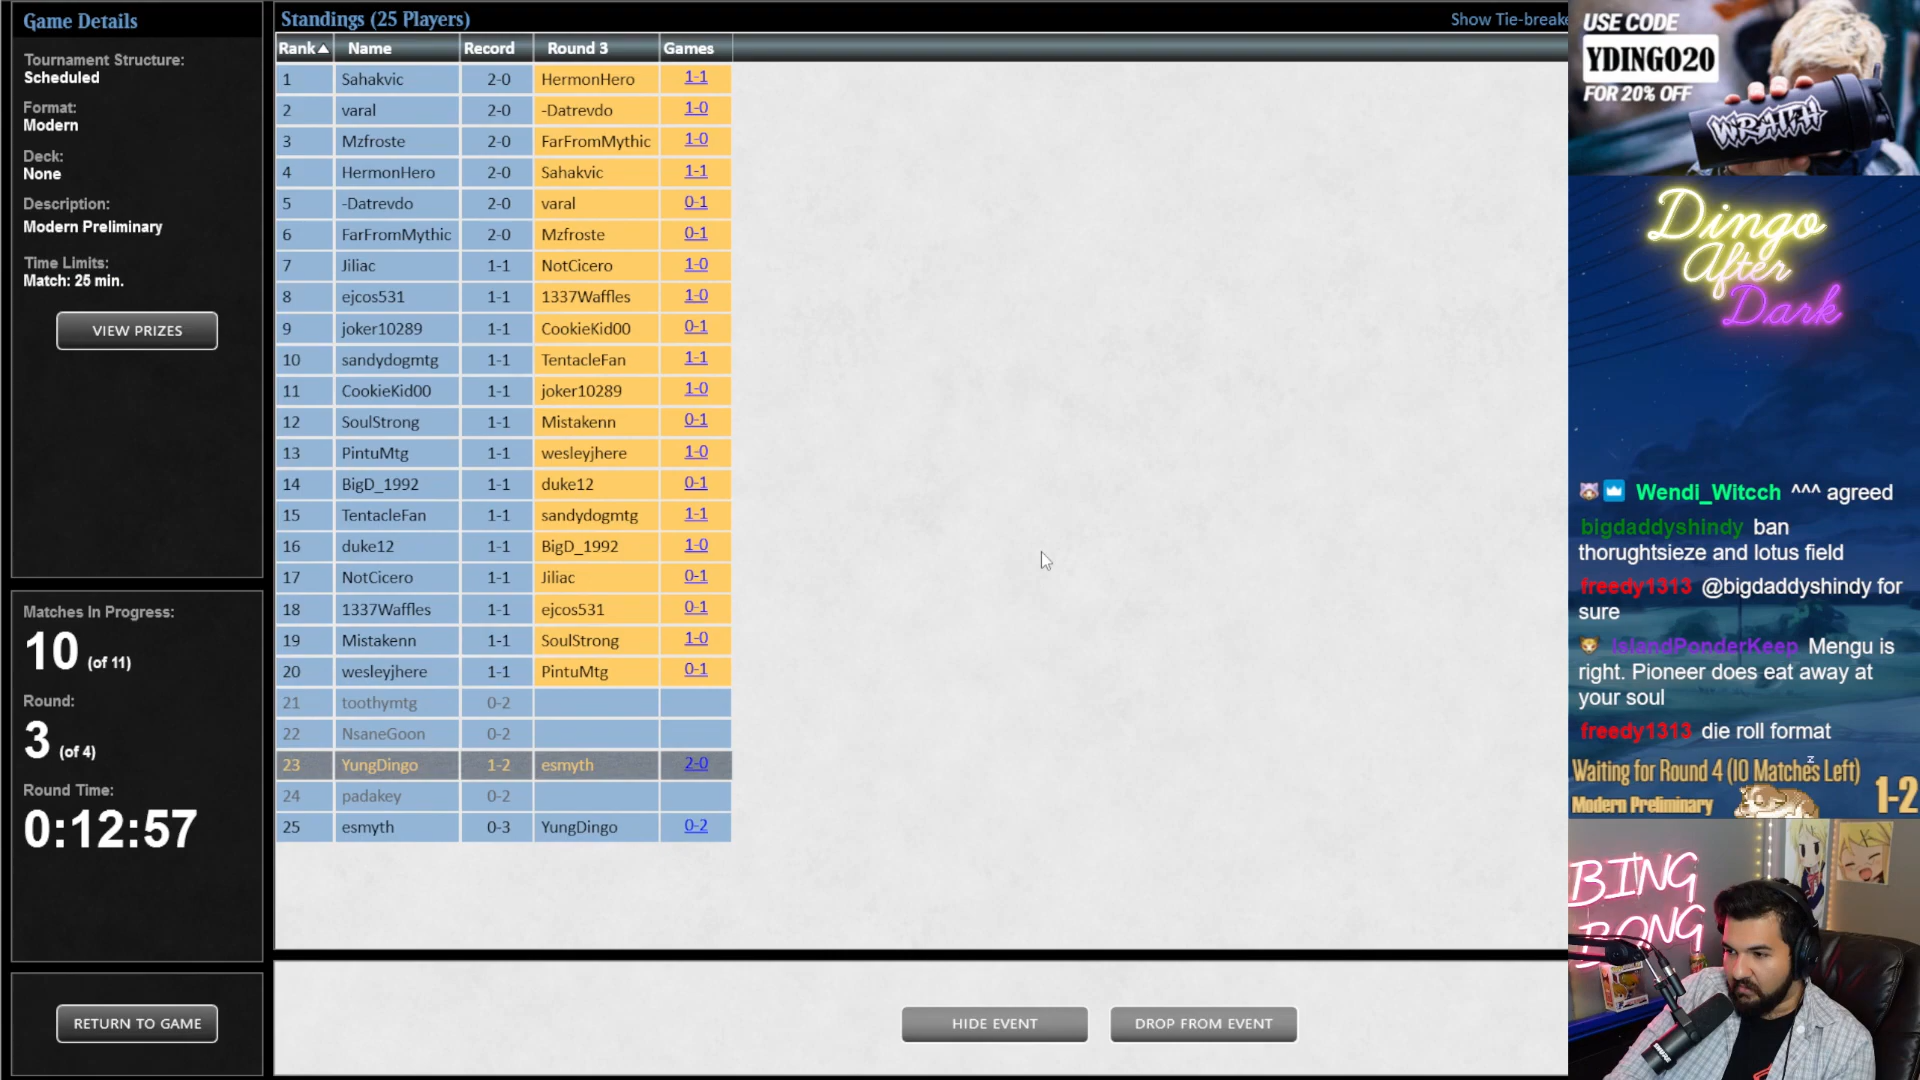 Game Details
Tournament Structure:
Scheduled
Format:
Modern
Deck:
None
Description:
Modern Preliminary
Time Limits:
Match: 25 min.
VIEW PRIZES
Matches In Progress:
10 (of 11)
Round:
3 (of 4)
Round Time:
0:12:57
RETURN TO GAME
Standings (25 Players)
Show Tie-breake
Rank Name Record Round 3 Games
1 Sahakvic 2-0 HermonHero 1-1
2 varal 2-0 -Datrevdo 1-0
3 Mzfroste 2-0 FarFromMythic 1-0
4 HermonHero 2-0 Sahakvic 1-1
5 -Datrevdo 2-0 varal 0-1
6 FarFromMythic 2-0 Mzfroste 0-1
7 Jiliac 1-1 NotCicero 1-0
8 ejcos531 1-1 1337Waffles 1-0
9 joker10289 1-1 CookieKid00 0-1
10 sandydogmtg 1-1 TentacleFan 1-1
11 CookieKid00 1-1 joker10289 1-0
12 SoulStrong 1-1 Mistakenn 0-1
13 PintuMtg 1-1 wesleyjhere 1-0
14 BigD_1992 1-1 duke12 0-1
15 TentacleFan 1-1 sandydogmtg 1-1
16 duke12 1-1 BigD_1992 1-0
17 NotCicero 1-1 Jiliac 0-1
18 1337Waffles 1-1 ejcos531 0-1
19 Mistakenn 1-1 SoulStrong 1-0
20 wesleyjhere 1-1 PintuMtg 0-1
21 toothymtg 0-2
22 NsaneGoon 0-2
23 YungDingo 1-2 esmyth 2-0
24 padakey 0-2
25 esmyth 0-3 YungDingo 0-2
HIDE EVENT
DROP FROM EVENT
USE CODE
YDINGO20
FOR 20% OFF
WRATH
Dingo
After
Dark
Wendi_Witcch ^^^ agreed
bigdaddyshindy ban
thorughtsieze and lotus field
freedy1313 @bigdaddyshindy for
sure
IslandPonderKeep Mengu is
right. Pioneer does eat away at
your soul
freedy1313 die roll format
Waiting for Round 4 (10 Matches Left)
Modern Preliminary
1-2
z
BING
BONG